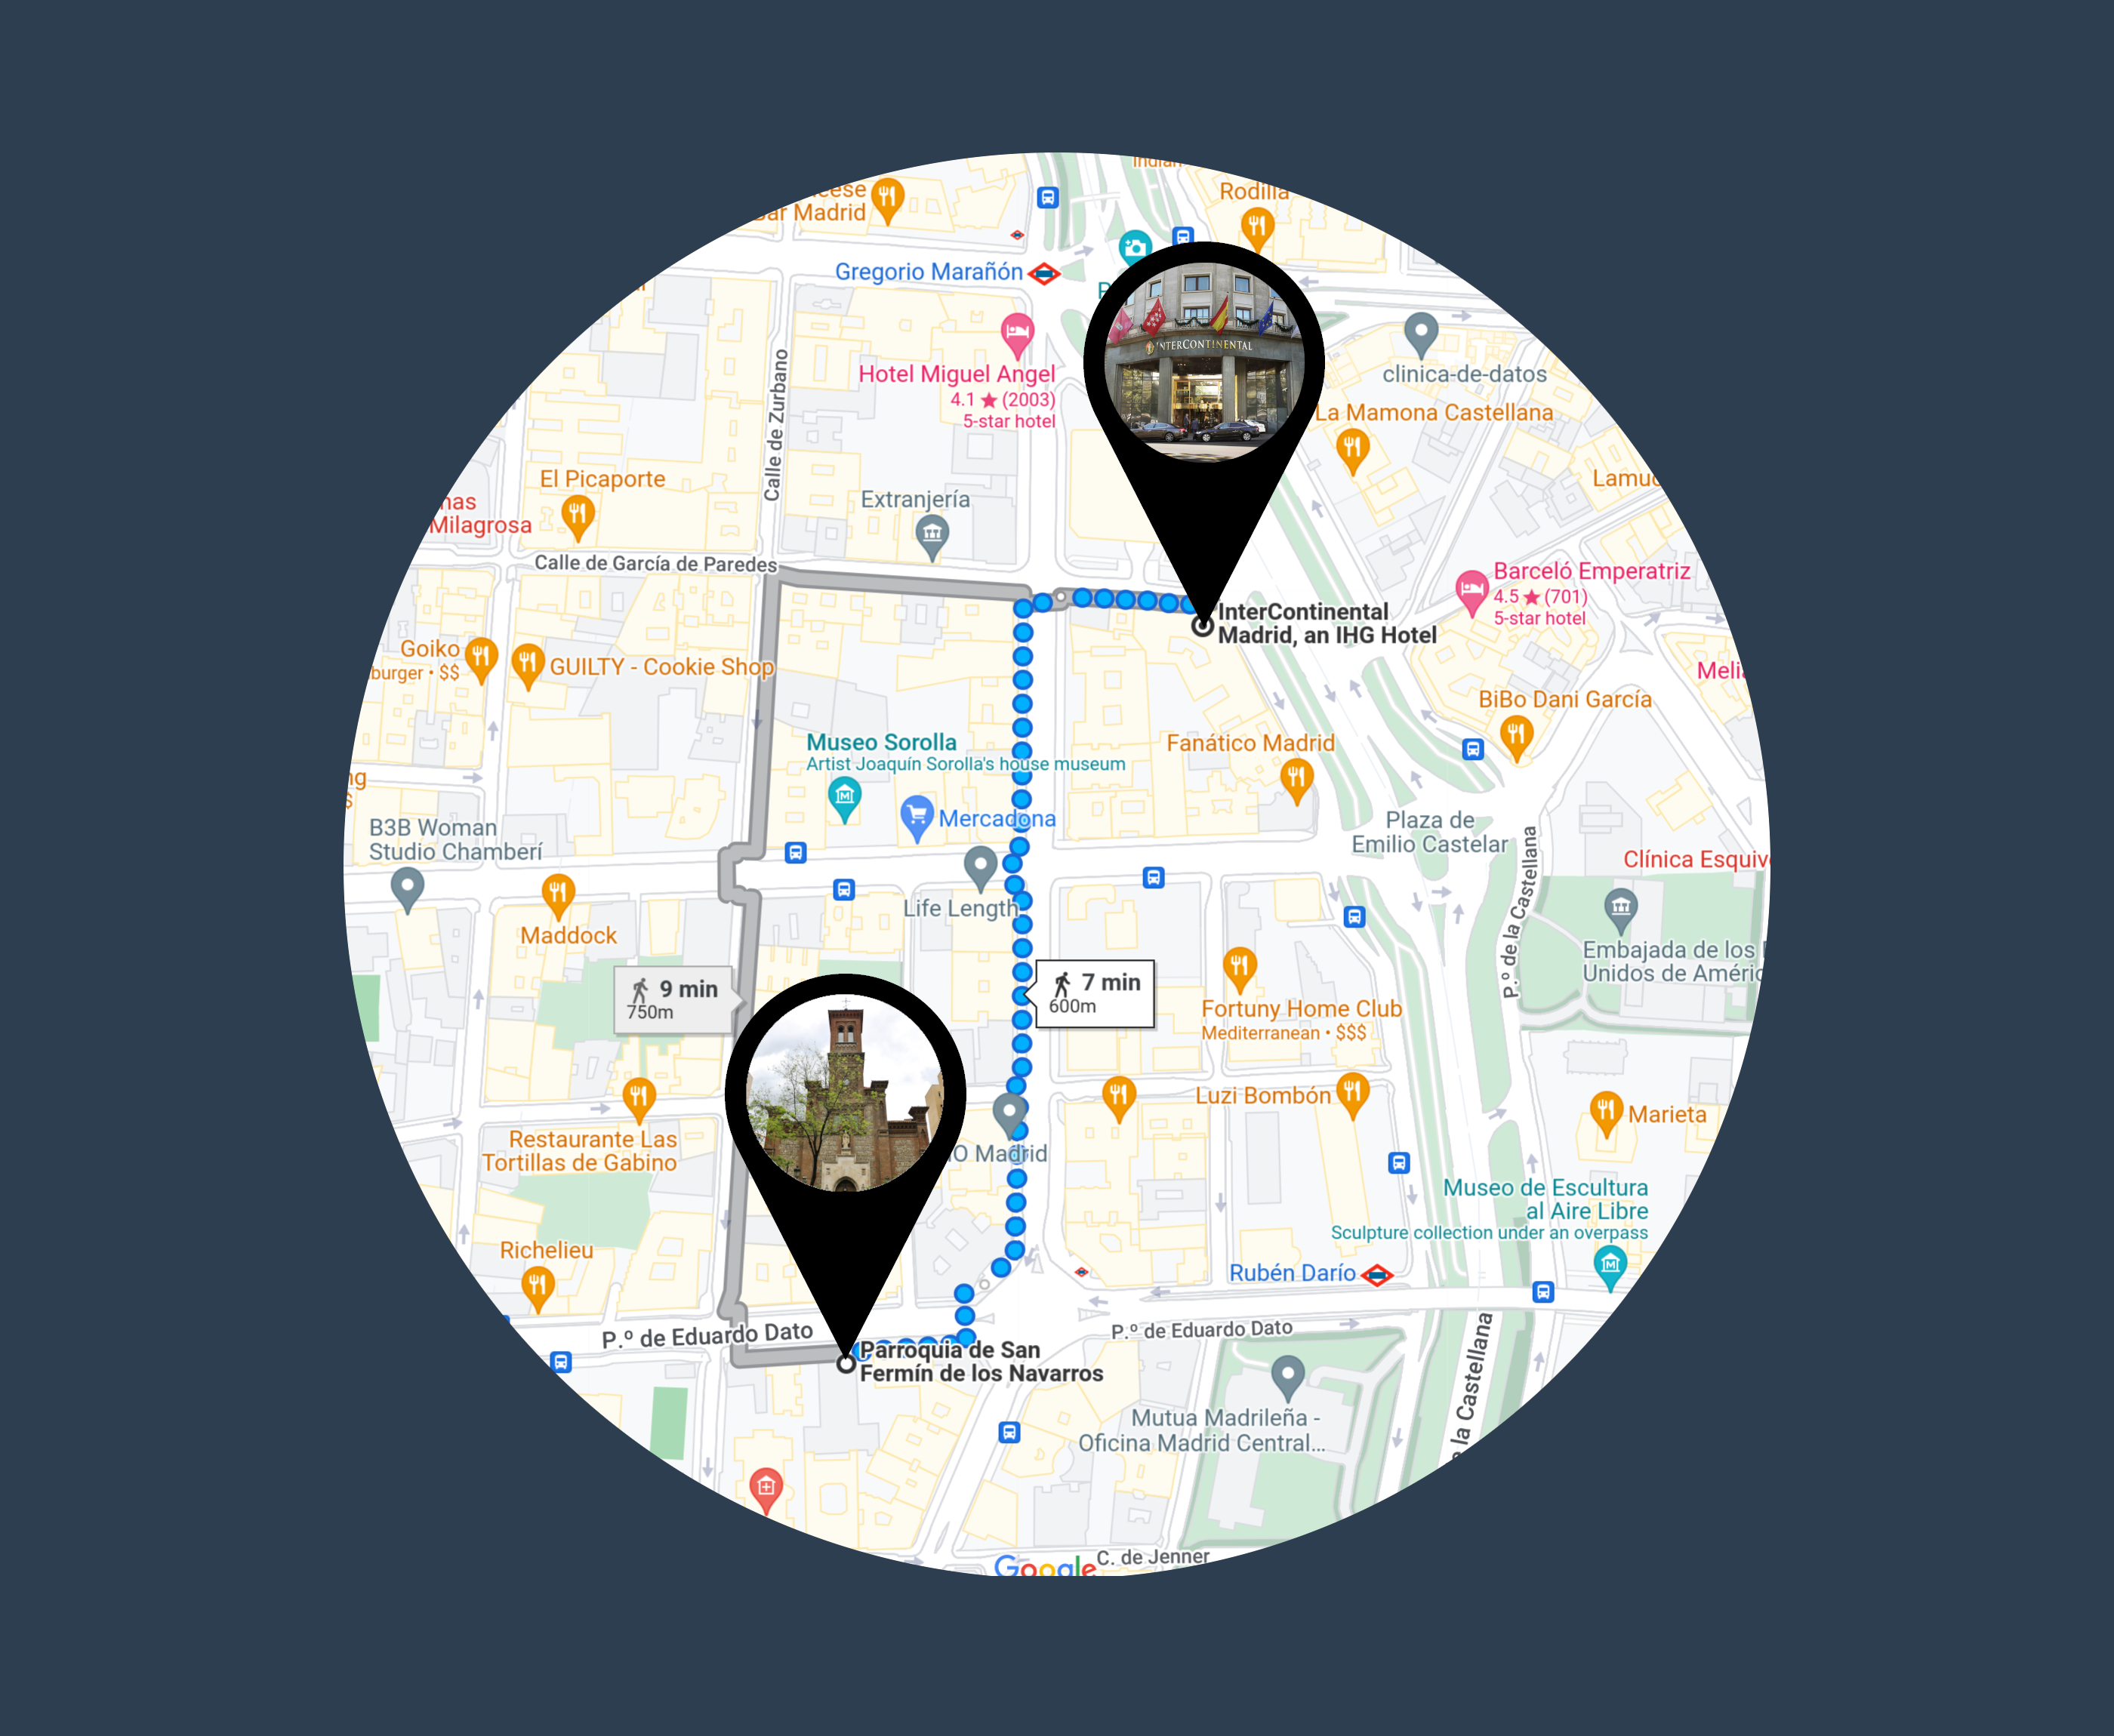 Bar Madrid
Rodilla
Gregorio Marañón
Hotel Miguel Angel
4.1 ★ (2003)
5-star hotel
INTERCONTINENTAL
clinica-de-datos
La Mamona Castellana
Calle de Zurbano
El Picaporte
Extranjería
Milagrosa
Calle de García de Paredes
Barceló Emperatriz
4.5 ★ (701)
5-star hotel
InterContinental
Madrid, an IHG Hotel
Goiko
burger • $$
GUILTY - Cookie Shop
BiBo Dani García
Museo Sorolla
Artist Joaquín Sorolla's house museum
Fanático Madrid
Mercadona
Plaza de
Emilio Castelar
B3B Woman
Studio Chamberí
P.º de la Castellana
Clínica Esquiv
Life Length
Maddock
Embajada de los
Unidos de Améric
9 min
750m
7 min
600m
Fortuny Home Club
Mediterranean • $$$
Luzi Bombón
Marieta
Restaurante Las
Tortillas de Gabino
O Madrid
Museo de Escultura
al Aire Libre
Sculpture collection under an overpass
Richelieu
Rubén Darío
P.º de Eduardo Dato
P.º de Eduardo Dato
Parroquia de San
Fermín de los Navarros
la Castellana
Mutua Madrileña -
Oficina Madrid Central...
C. de Jenner
Google